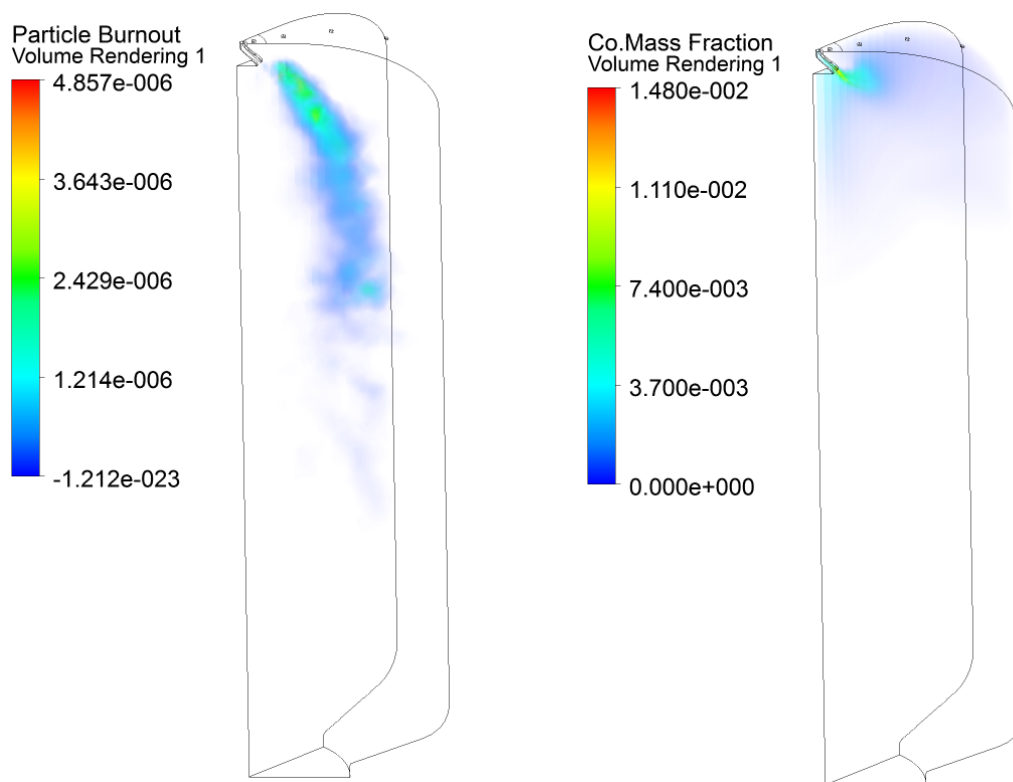 Particle Burnout
Volume Rendering 1
4.857e-006
3.643e-006
2.429e-006
1.214e-006
-1.212e-023
Co.Mass Fraction
Volume Rendering 1
1.480e-002
1.110e-002
7.400e-003
3.700e-003
0.000e+000